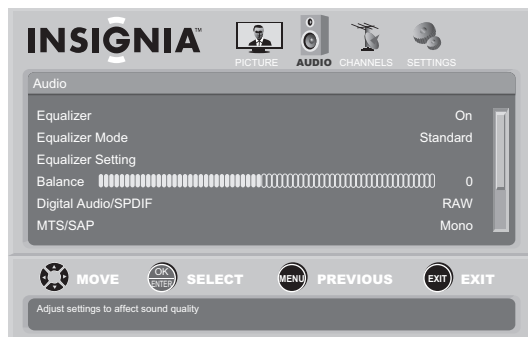 INSIGNIA™
PICTURE AUDIO CHANNELS SETTINGS
Audio
Equalizer On
Equalizer Mode Standard
Equalizer Setting
Balance 0
Digital Audio/SPDIF RAW
MTS/SAP Mono
MOVE OK ENTER SELECT MENU PREVIOUS EXIT EXIT
Adjust settings to affect sound quality